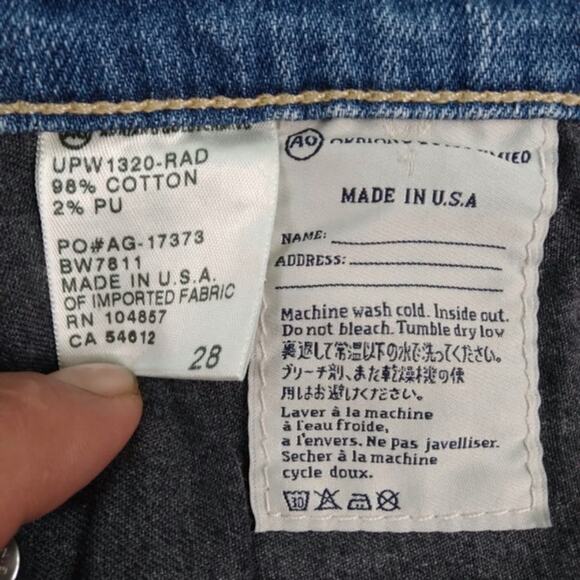 AG
UPW1320-RAD
98% COTTON
2% PU
PO#AG-17373
BW7811
MADE IN U.S.A.
OF IMPORTED FABRIC
RN 104857
CA 54612
28
AG
MADE IN U.S.A
NAME:
ADDRESS:
Machine wash cold. Inside out.
Do not bleach. Tumble dry low
裏返して常温以下の水で洗ってください。
ブリーチ剤、また乾燥機の使
用はお避けください。
Laver à la machine
à l'eau froide,
a l'envers. Ne pas javelliser.
Secher à la machine
cycle doux.
30